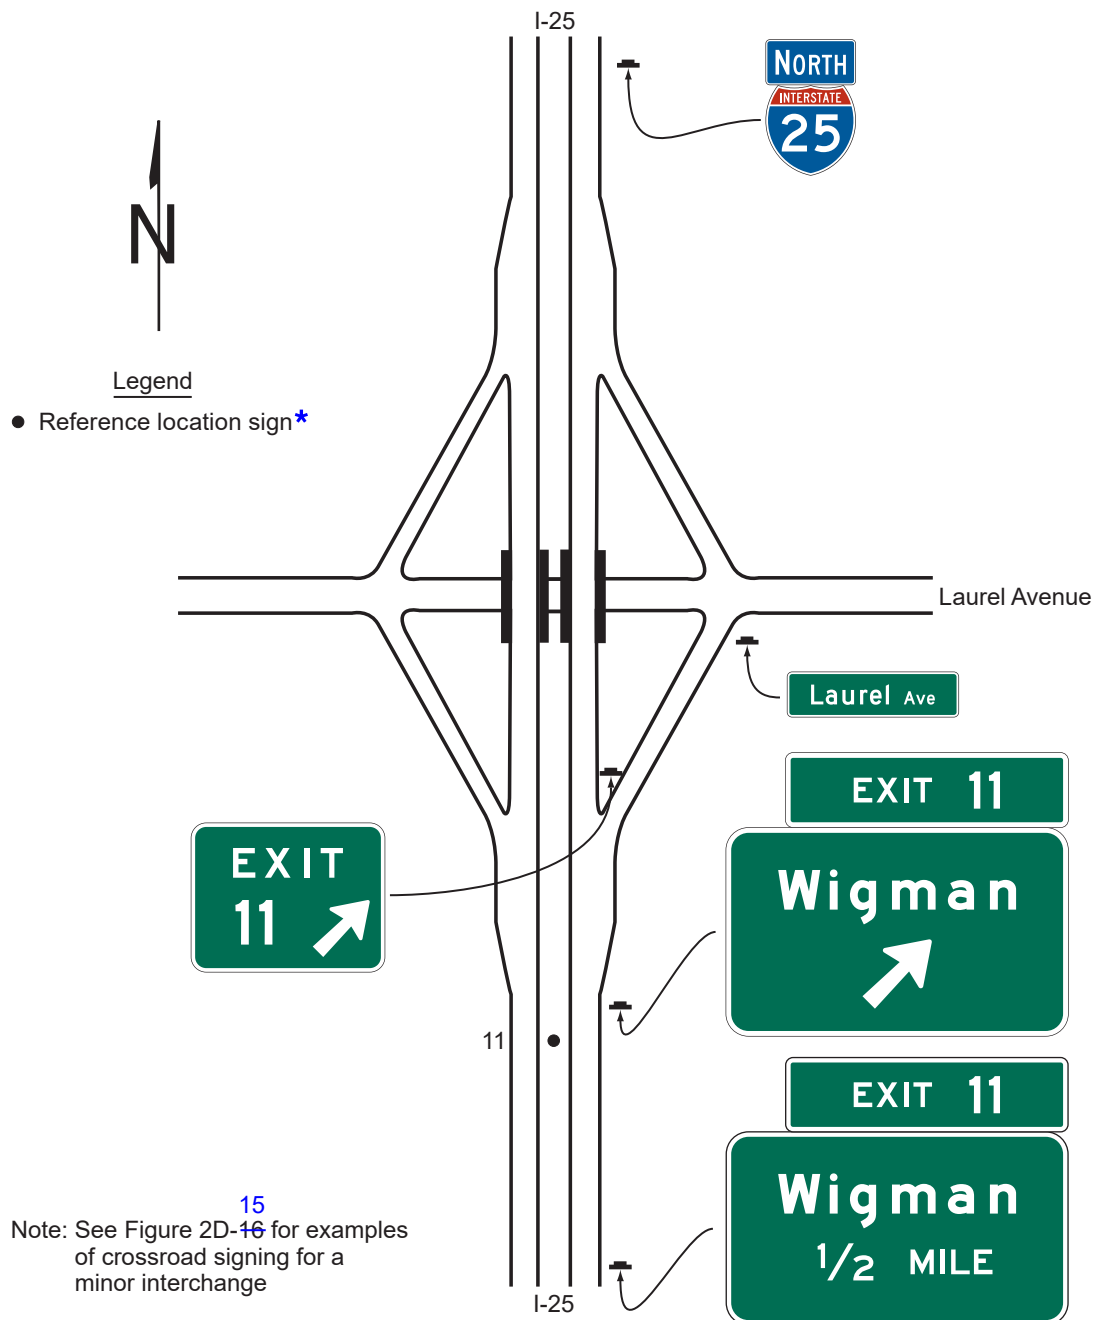 I-25
NORTH
INTERSTATE
25
N
Legend
● Reference location sign*
Laurel Avenue
Laurel Ave
EXIT 11
Wigman
EXIT
11
11
EXIT 11
Wigman
1/2 MILE
15
Note: See Figure 2D-16 for examples
of crossroad signing for a
minor interchange
I-25